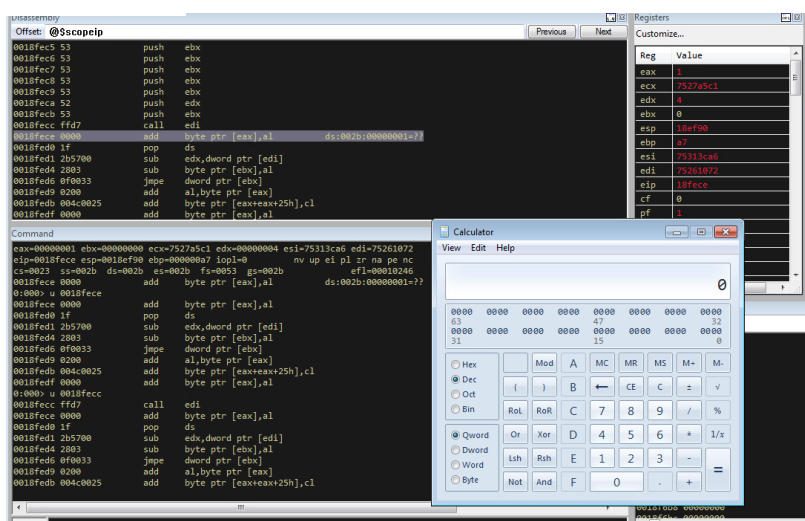 Disassembly
Offset: @$scopeip Previous Next
0018fec5 53 push ebx
0018fec6 53 push ebx
0018fec7 53 push ebx
0018fec8 53 push ebx
0018fec9 53 push ebx
0018feca 52 push edx
0018fecb 53 push ebx
0018fecc ffd7 call edi
0018fece 0000 add byte ptr [eax],al ds:002b:00000001=??
0018fed0 1f pop ds
0018fed1 2b5700 sub edx,dword ptr [edi]
0018fed4 2803 sub byte ptr [ebx],al
0018fed6 0f0033 jmpe dword ptr [ebx]
0018fed9 0200 add al,byte ptr [eax]
0018fedb 004c0025 add byte ptr [eax+eax+25h],cl
0018fedf 0000 add byte ptr [eax],al
Registers
Customize...
Reg Value
eax 1
ecx 7527a5c1
edx 4
ebx 0
esp 18ef90
ebp a7
esi 75313ca6
edi 75261072
eip 18fece
cf 0
pf 1
Command
eax=00000001 ebx=00000000 ecx=7527a5c1 edx=00000004 esi=75313ca6 edi=75261072
eip=0018fece esp=0018ef90 ebp=000000a7 iopl=0 nv up ei pl zr na pe nc
cs=0023 ss=002b ds=002b es=002b fs=0053 gs=002b efl=00010246
0018fece 0000 add byte ptr [eax],al ds:002b:00000001=??
0:000> u 0018fece
0018fece 0000 add byte ptr [eax],al
0018fed0 1f pop ds
0018fed1 2b5700 sub edx,dword ptr [edi]
0018fed4 2803 sub byte ptr [ebx],al
0018fed6 0f0033 jmpe dword ptr [ebx]
0018fed9 0200 add al,byte ptr [eax]
0018fedb 004c0025 add byte ptr [eax+eax+25h],cl
0018fedf 0000 add byte ptr [eax],al
0:000> u 0018fecc
0018fecc ffd7 call edi
0018fece 0000 add byte ptr [eax],al
0018fed0 1f pop ds
0018fed1 2b5700 sub edx,dword ptr [edi]
0018fed4 2803 sub byte ptr [ebx],al
0018fed6 0f0033 jmpe dword ptr [ebx]
0018fed9 0200 add al,byte ptr [eax]
0018fedb 004c0025 add byte ptr [eax+eax+25h],cl
Calculator
View Edit Help
0
0000 0000 0000 0000 0000 0000 0000 0000
63 47 32
0000 0000 0000 0000 0000 0000 0000 0000
31 15 0
Hex Mod A MC MR MS M+ M-
Dec ( ) B ← CE C ± √
Oct
Bin RoL RoR C 7 8 9 / %
Qword Or Xor D 4 5 6 * 1/x
Dword
Word Lsh Rsh E 1 2 3 - =
Byte Not And F 0 . +
0018f6b8 00000000